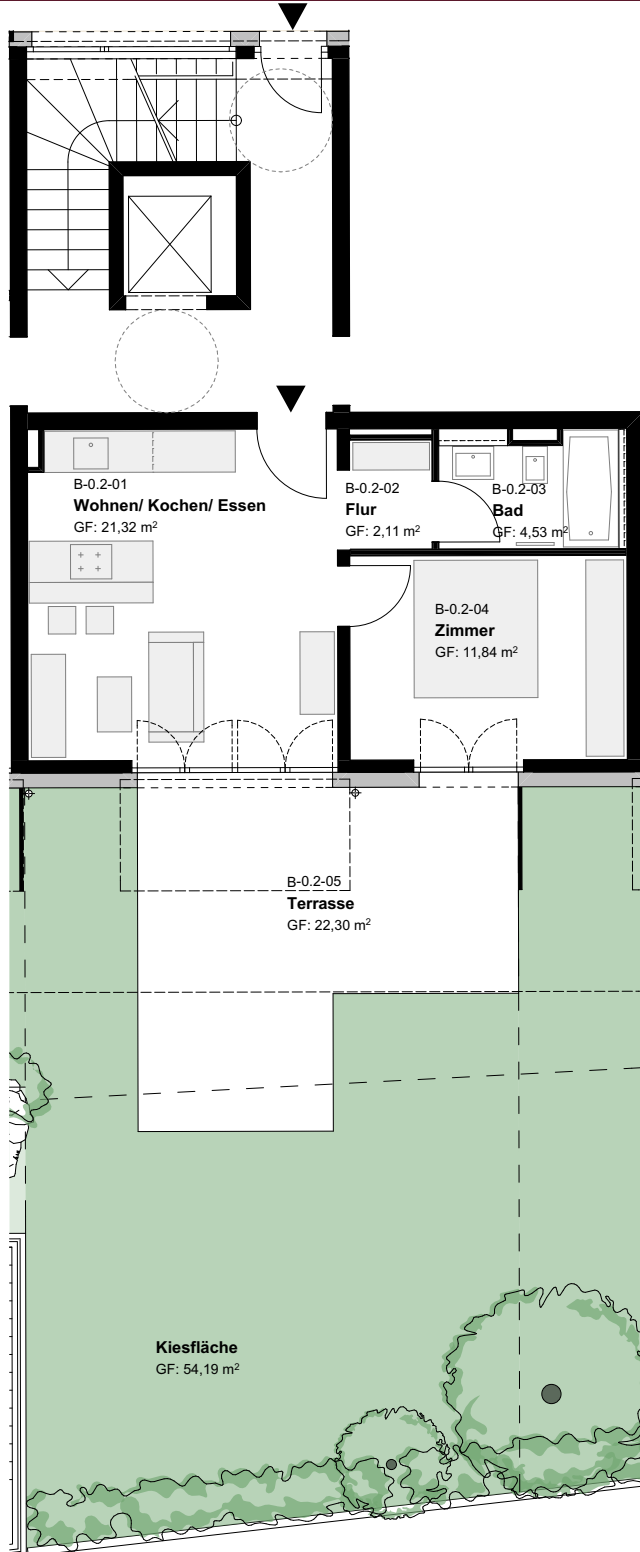 B-0.2-01
Wohnen/ Kochen/ Essen
GF: 21,32 m²
B-0.2-02
Flur
GF: 2,11 m²
B-0.2-03
Bad
GF: 4,53 m²
B-0.2-04
Zimmer
GF: 11,84 m²
B-0.2-05
Terrasse
GF: 22,30 m²
Kiesfläche
GF: 54,19 m²